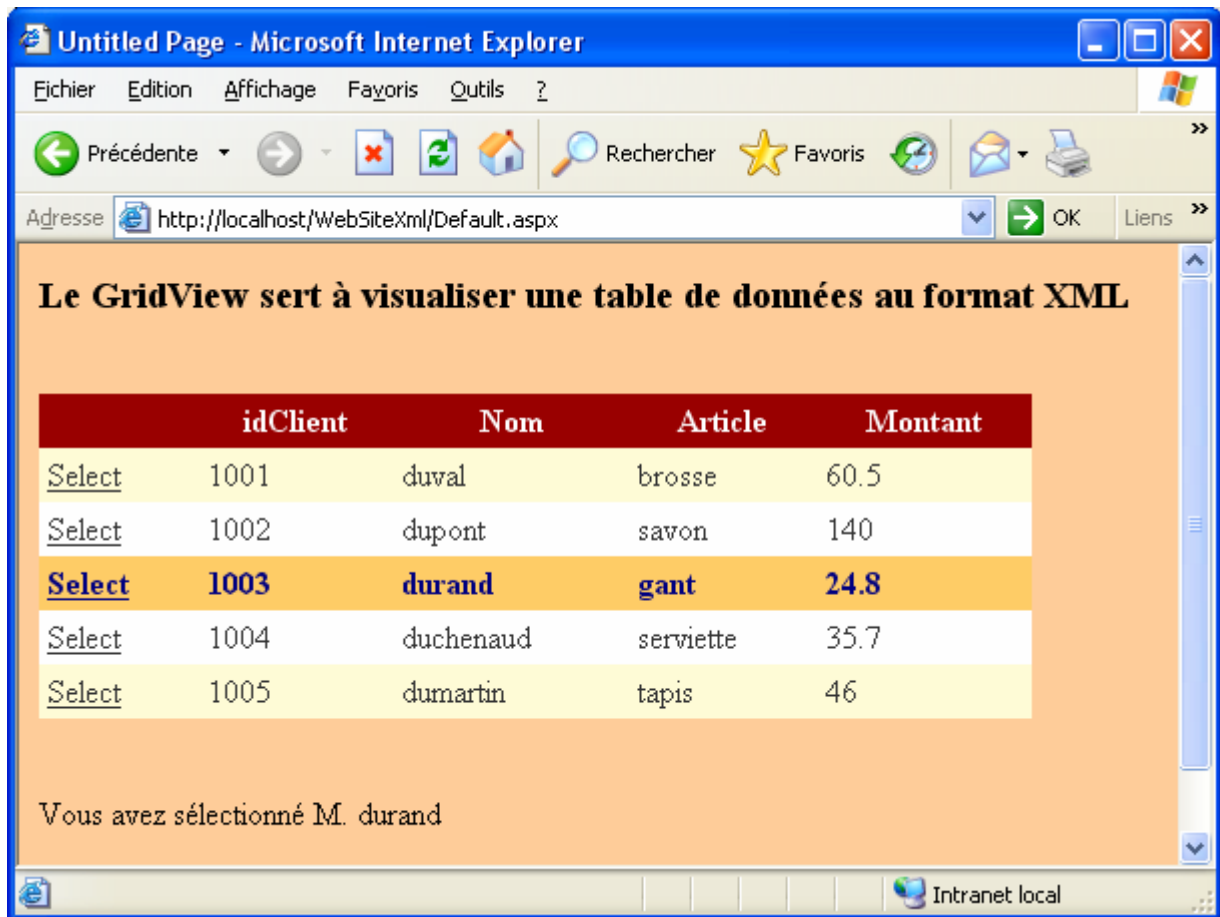 Untitled Page - Microsoft Internet Explorer
Fichier Edition Affichage Favoris Outils ?
Précédente Rechercher Favoris »
Adresse http://localhost/WebSiteXml/Default.aspx OK Liens »
Le GridView sert à visualiser une table de données au format XML
idClient Nom Article Montant
Select 1001 duval brosse 60.5
Select 1002 dupont savon 140
Select 1003 durand gant 24.8
Select 1004 duchenaud serviette 35.7
Select 1005 dumartin tapis 46
Vous avez sélectionné M. durand
Intranet local